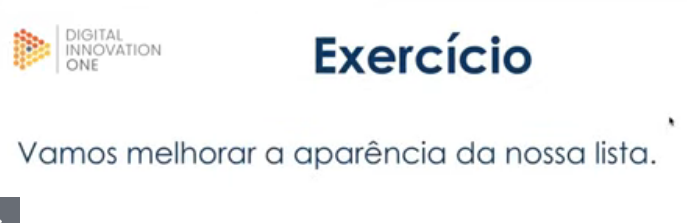 DIGITAL
INNOVATION
ONE
Exercício
Vamos melhorar a aparência da nossa lista.